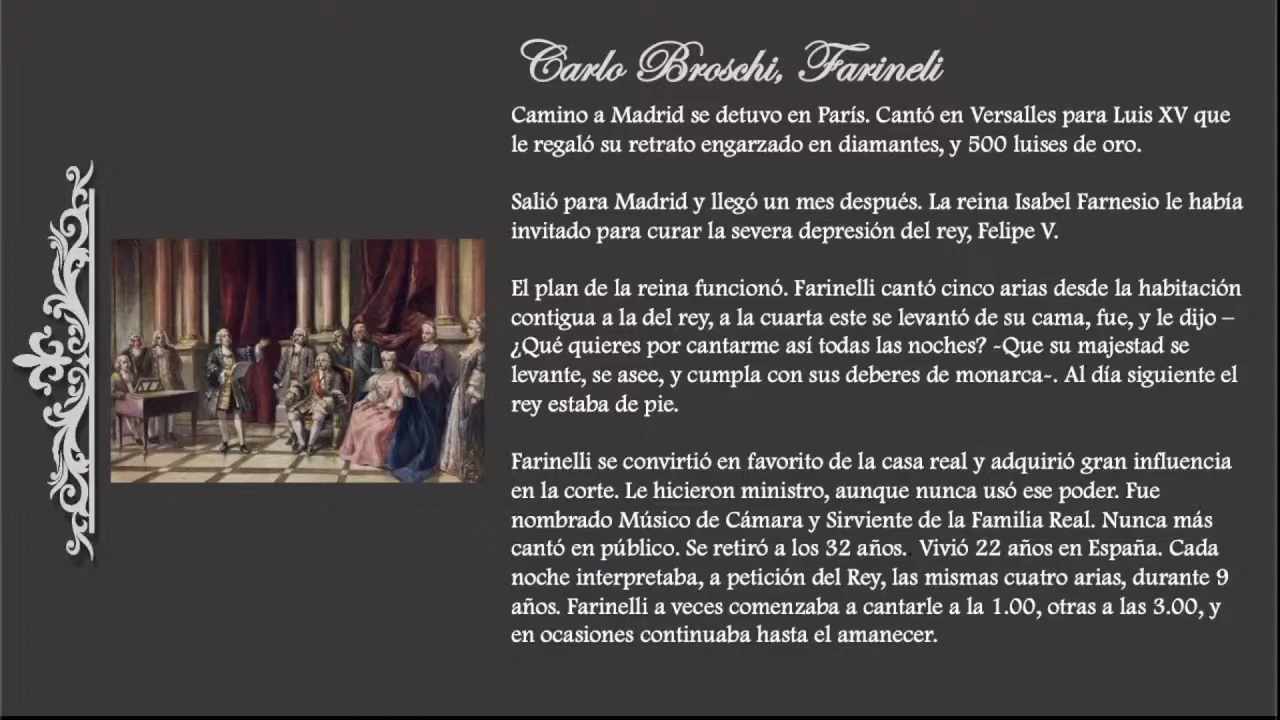 Carlo Broschi, Farineli
Camino a Madrid se detuvo en París. Cantó en Versalles para Luis XV que
le regaló su retrato engarzado en diamantes, y 500 luises de oro.
Salió para Madrid y llegó un mes después. La reina Isabel Farnesio le había
invitado para curar la severa depresión del rey, Felipe V.
El plan de la reina funcionó. Farinelli cantó cinco arias desde la habitación
contigua a la del rey, a la cuarta este se levantó de su cama, fue, y le dijo –
¿Qué quieres por cantarme así todas las noches? -Que su majestad se
levante, se asee, y cumpla con sus deberes de monarca-. Al día siguiente el
rey estaba de pie.
Farinelli se convirtió en favorito de la casa real y adquirió gran influencia
en la corte. Le hicieron ministro, aunque nunca usó ese poder. Fue
nombrado Músico de Cámara y Sirviente de la Familia Real. Nunca más
cantó en público. Se retiró a los 32 años. Vivió 22 años en España. Cada
noche interpretaba, a petición del Rey, las mismas cuatro arias, durante 9
años. Farinelli a veces comenzaba a cantarle a la 1.00, otras a las 3.00, y
en ocasiones continuaba hasta el amanecer.